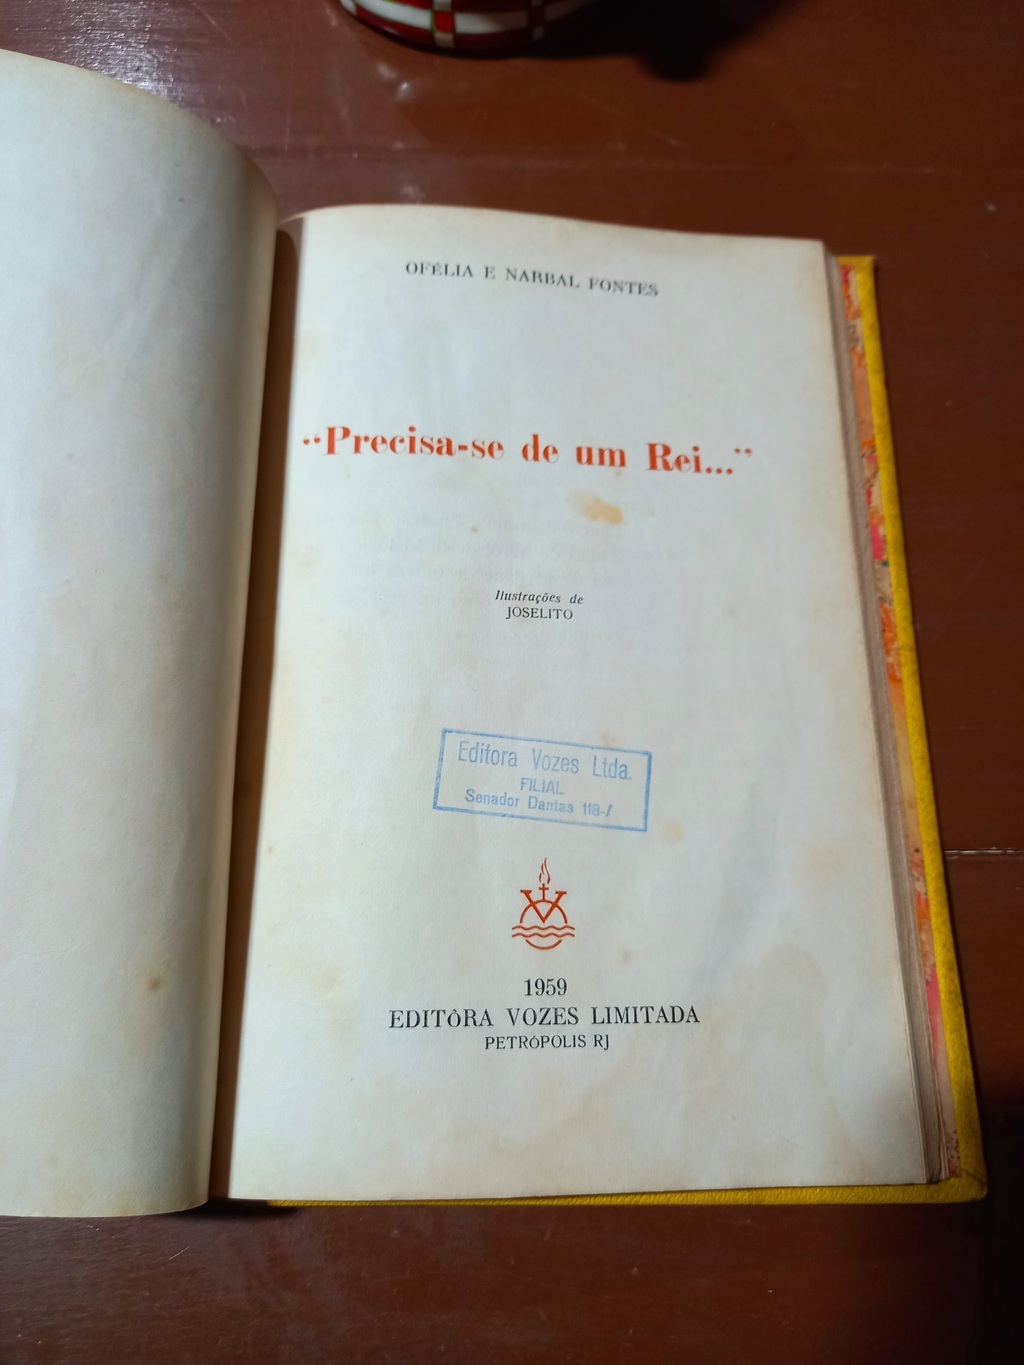 OFÉLIA E NARBAL FONTES
“Precisa-se de um Rei...”
Ilustrações de
JOSELITO
Editora Vozes Ltda.
FILIAL
Senador Dantas 118-I
1959
EDITÔRA VOZES LIMITADA
PETRÓPOLIS RJ